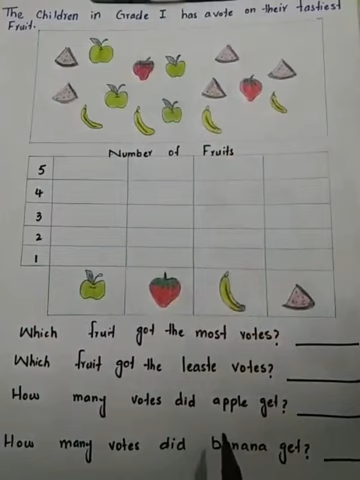 The Children in Grade I has a vote on their tastiest
Fruit.
Number of Fruits
5
4
3
2
1
Which fruit got the most votes?
Which fruit got the leaste votes?
How many votes did apple get?
How many votes did banana get?